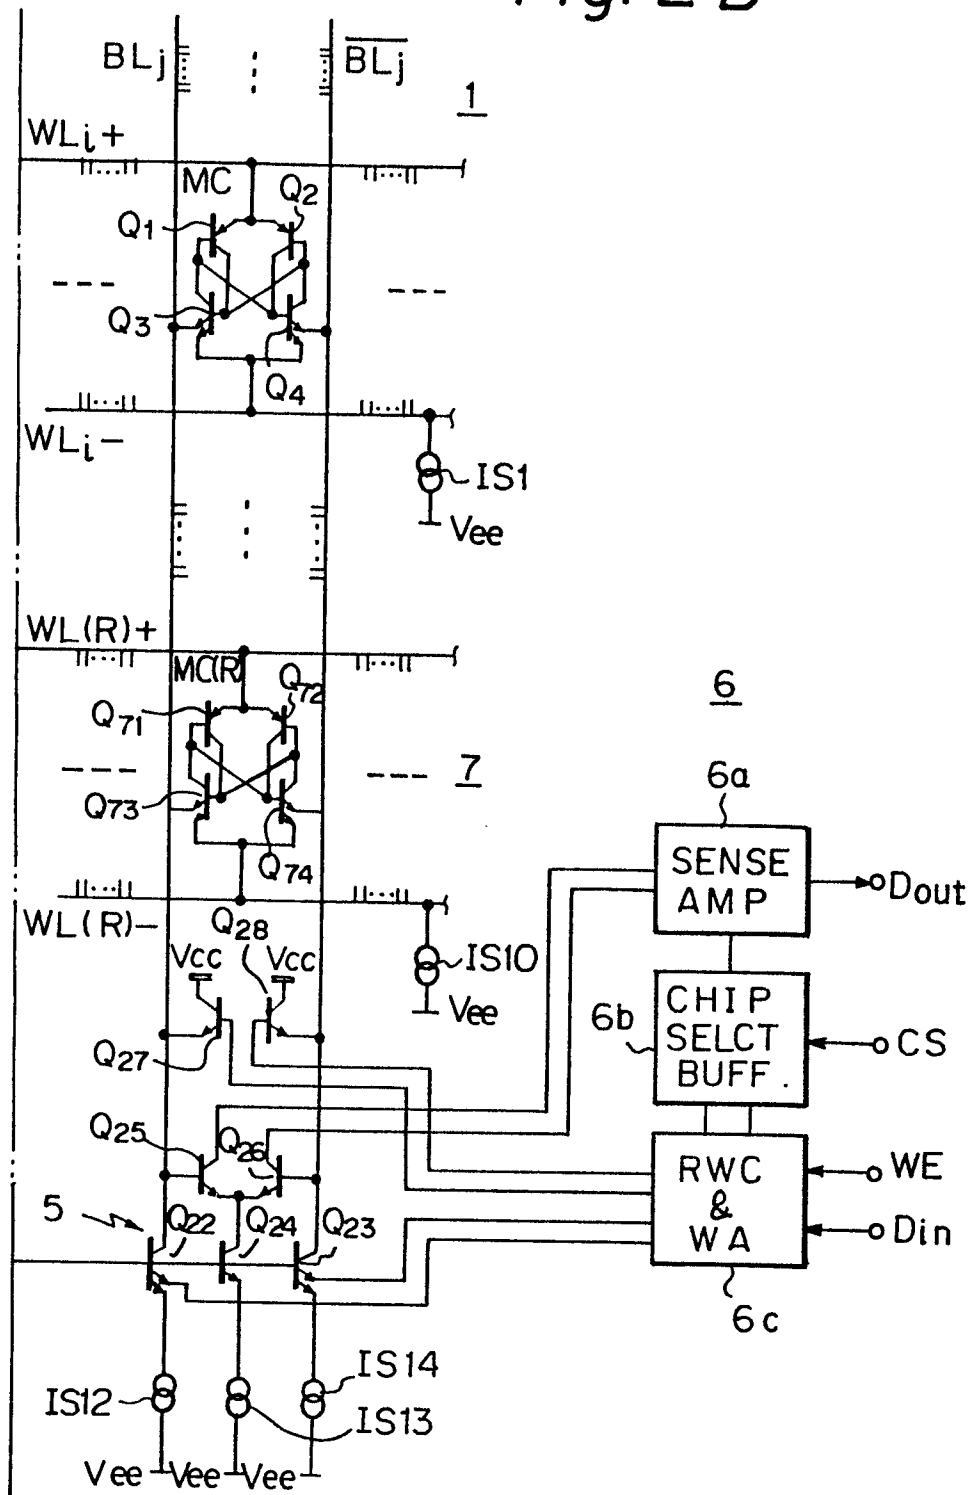 Fig. 2B
BLj
BLj
1
WLi+
MC
Q2
Q1
Q3
Q4
WLi-
IS1
Vee
WL(R)+
MC(R)
Q72
Q71
6
7
6a
Q73
SENSE
AMP
Dout
Q74
WL(R)-
Q28
Vcc
Vcc
IS10
Vee
CHIP
SELCT
BUFF.
6b
CS
Q27
Q25
Q26
RWC
&
WA
WE
Din
5
Q22
Q24
Q23
6c
IS14
IS12
IS13
Vee
Vee
Vee